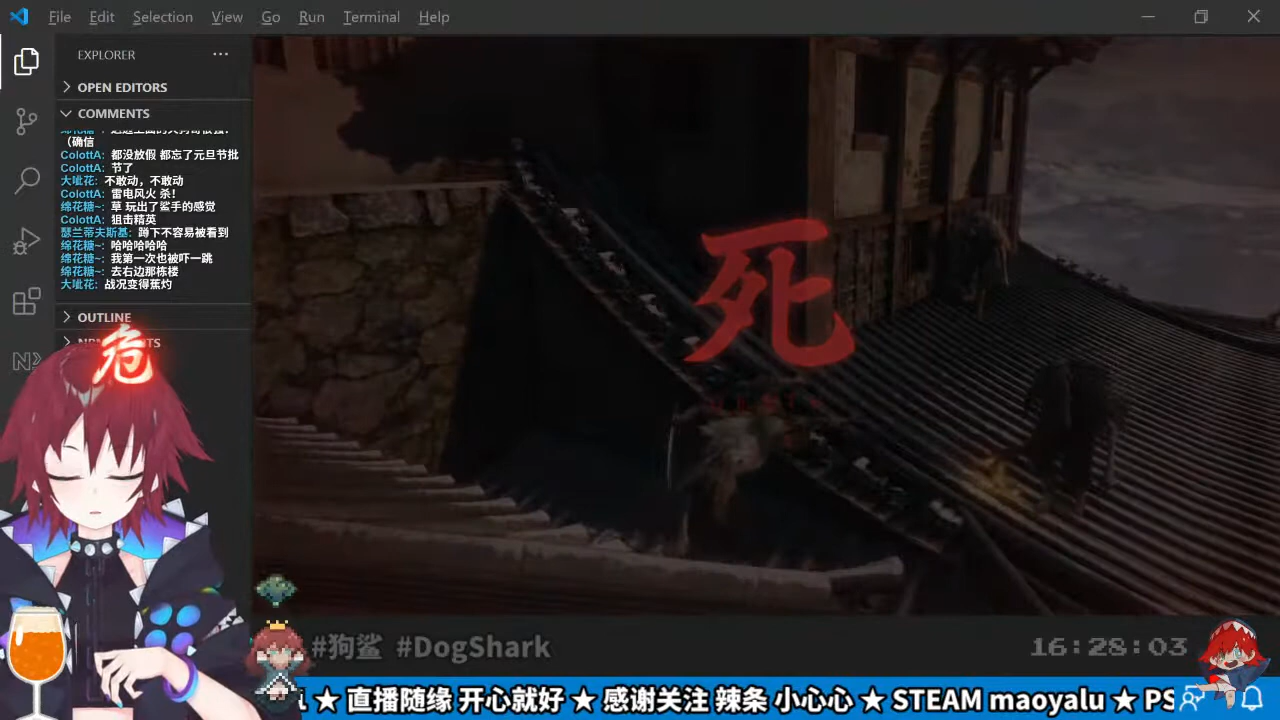 File Edit Selection View Go Run Terminal Help
EXPLORER
OPEN EDITORS
COMMENTS
（确信
ColottA: 都没放假 都忘了元旦节批
ColottA: 节了
大呲花: 不敢动，不敢动
ColottA: 雷电风火 杀！
绵花糖~: 草 玩出了鲨手的感觉
ColottA: 狙击精英
瑟兰蒂夫斯基: 蹲下不容易被看到
绵花糖~: 哈哈哈哈哈
绵花糖~: 我第一次也被吓一跳
绵花糖~: 去右边那栋楼
大呲花: 战况变得蕉灼
OUTLINE
危
死
DEATH
#狗鲨 #DogShark
16:28:03
★ 直播随缘 开心就好 ★ 感谢关注 辣条 小心心 ★ STEAM maoyalu ★ PS